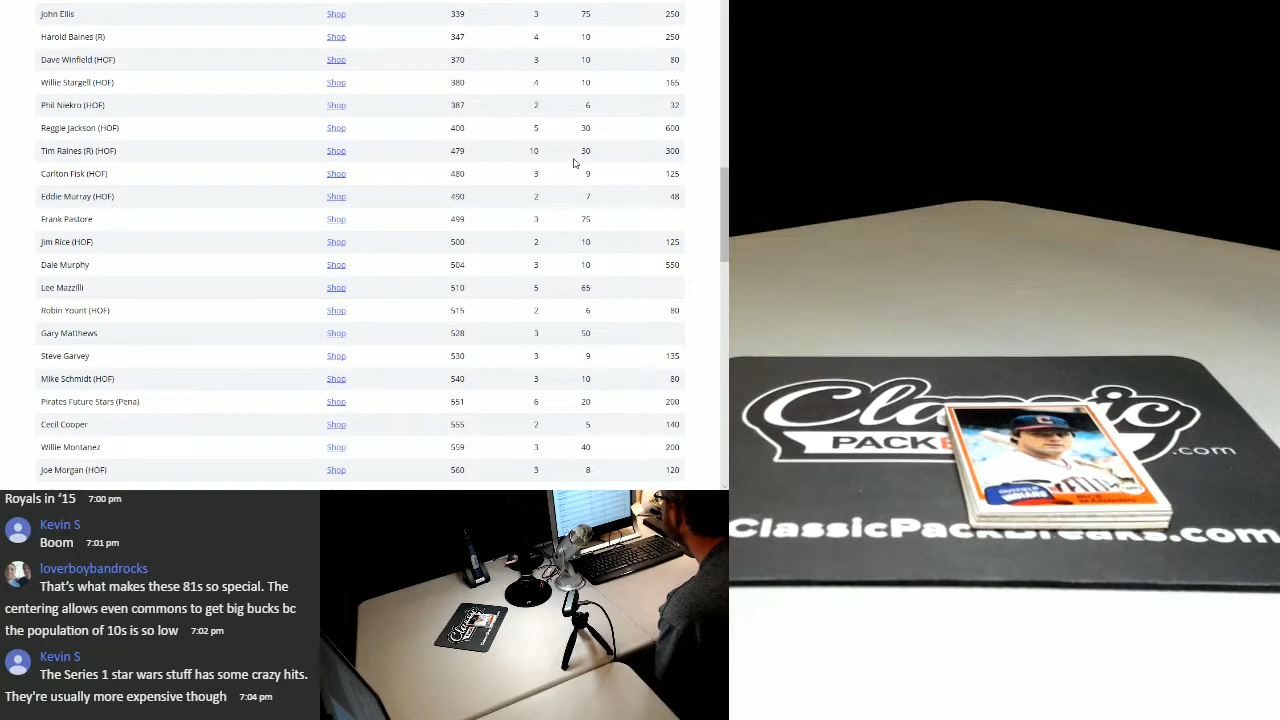 John Ellis Shop 339 3 75 250
Harold Baines (R) Shop 347 4 10 250
Dave Winfield (HOF) Shop 370 3 10 80
Willie Stargell (HOF) Shop 380 4 10 165
Phil Niekro (HOF) Shop 387 2 6 32
Reggie Jackson (HOF) Shop 400 5 30 600
Tim Raines (R) (HOF) Shop 479 10 30 300
Carlton Fisk (HOF) Shop 480 3 9 125
Eddie Murray (HOF) Shop 490 2 7 48
Frank Pastore Shop 499 3 75
Jim Rice (HOF) Shop 500 2 10 125
Dale Murphy Shop 504 3 10 550
Lee Mazzilli Shop 510 5 65
Robin Yount (HOF) Shop 515 2 6 80
Gary Matthews Shop 528 3 50
Steve Garvey Shop 530 3 9 135
Mike Schmidt (HOF) Shop 540 3 10 80
Pirates Future Stars (Pena) Shop 551 6 20 200
Cecil Cooper Shop 555 2 5 140
Willie Montanez Shop 559 3 40 200
Joe Morgan (HOF) Shop 560 3 8 120
Royals in ‘15 7:00 pm
Kevin S
Boom 7:01 pm
loverboybandrocks
That’s what makes these 81s so special. The
centering allows even commons to get big bucks bc
the population of 10s is so low 7:02 pm
Kevin S
The Series 1 star wars stuff has some crazy hits.
They're usually more expensive though 7:04 pm
PACK
.com
OUTFIELD
INDIANS
ClassicPackBreaks.com